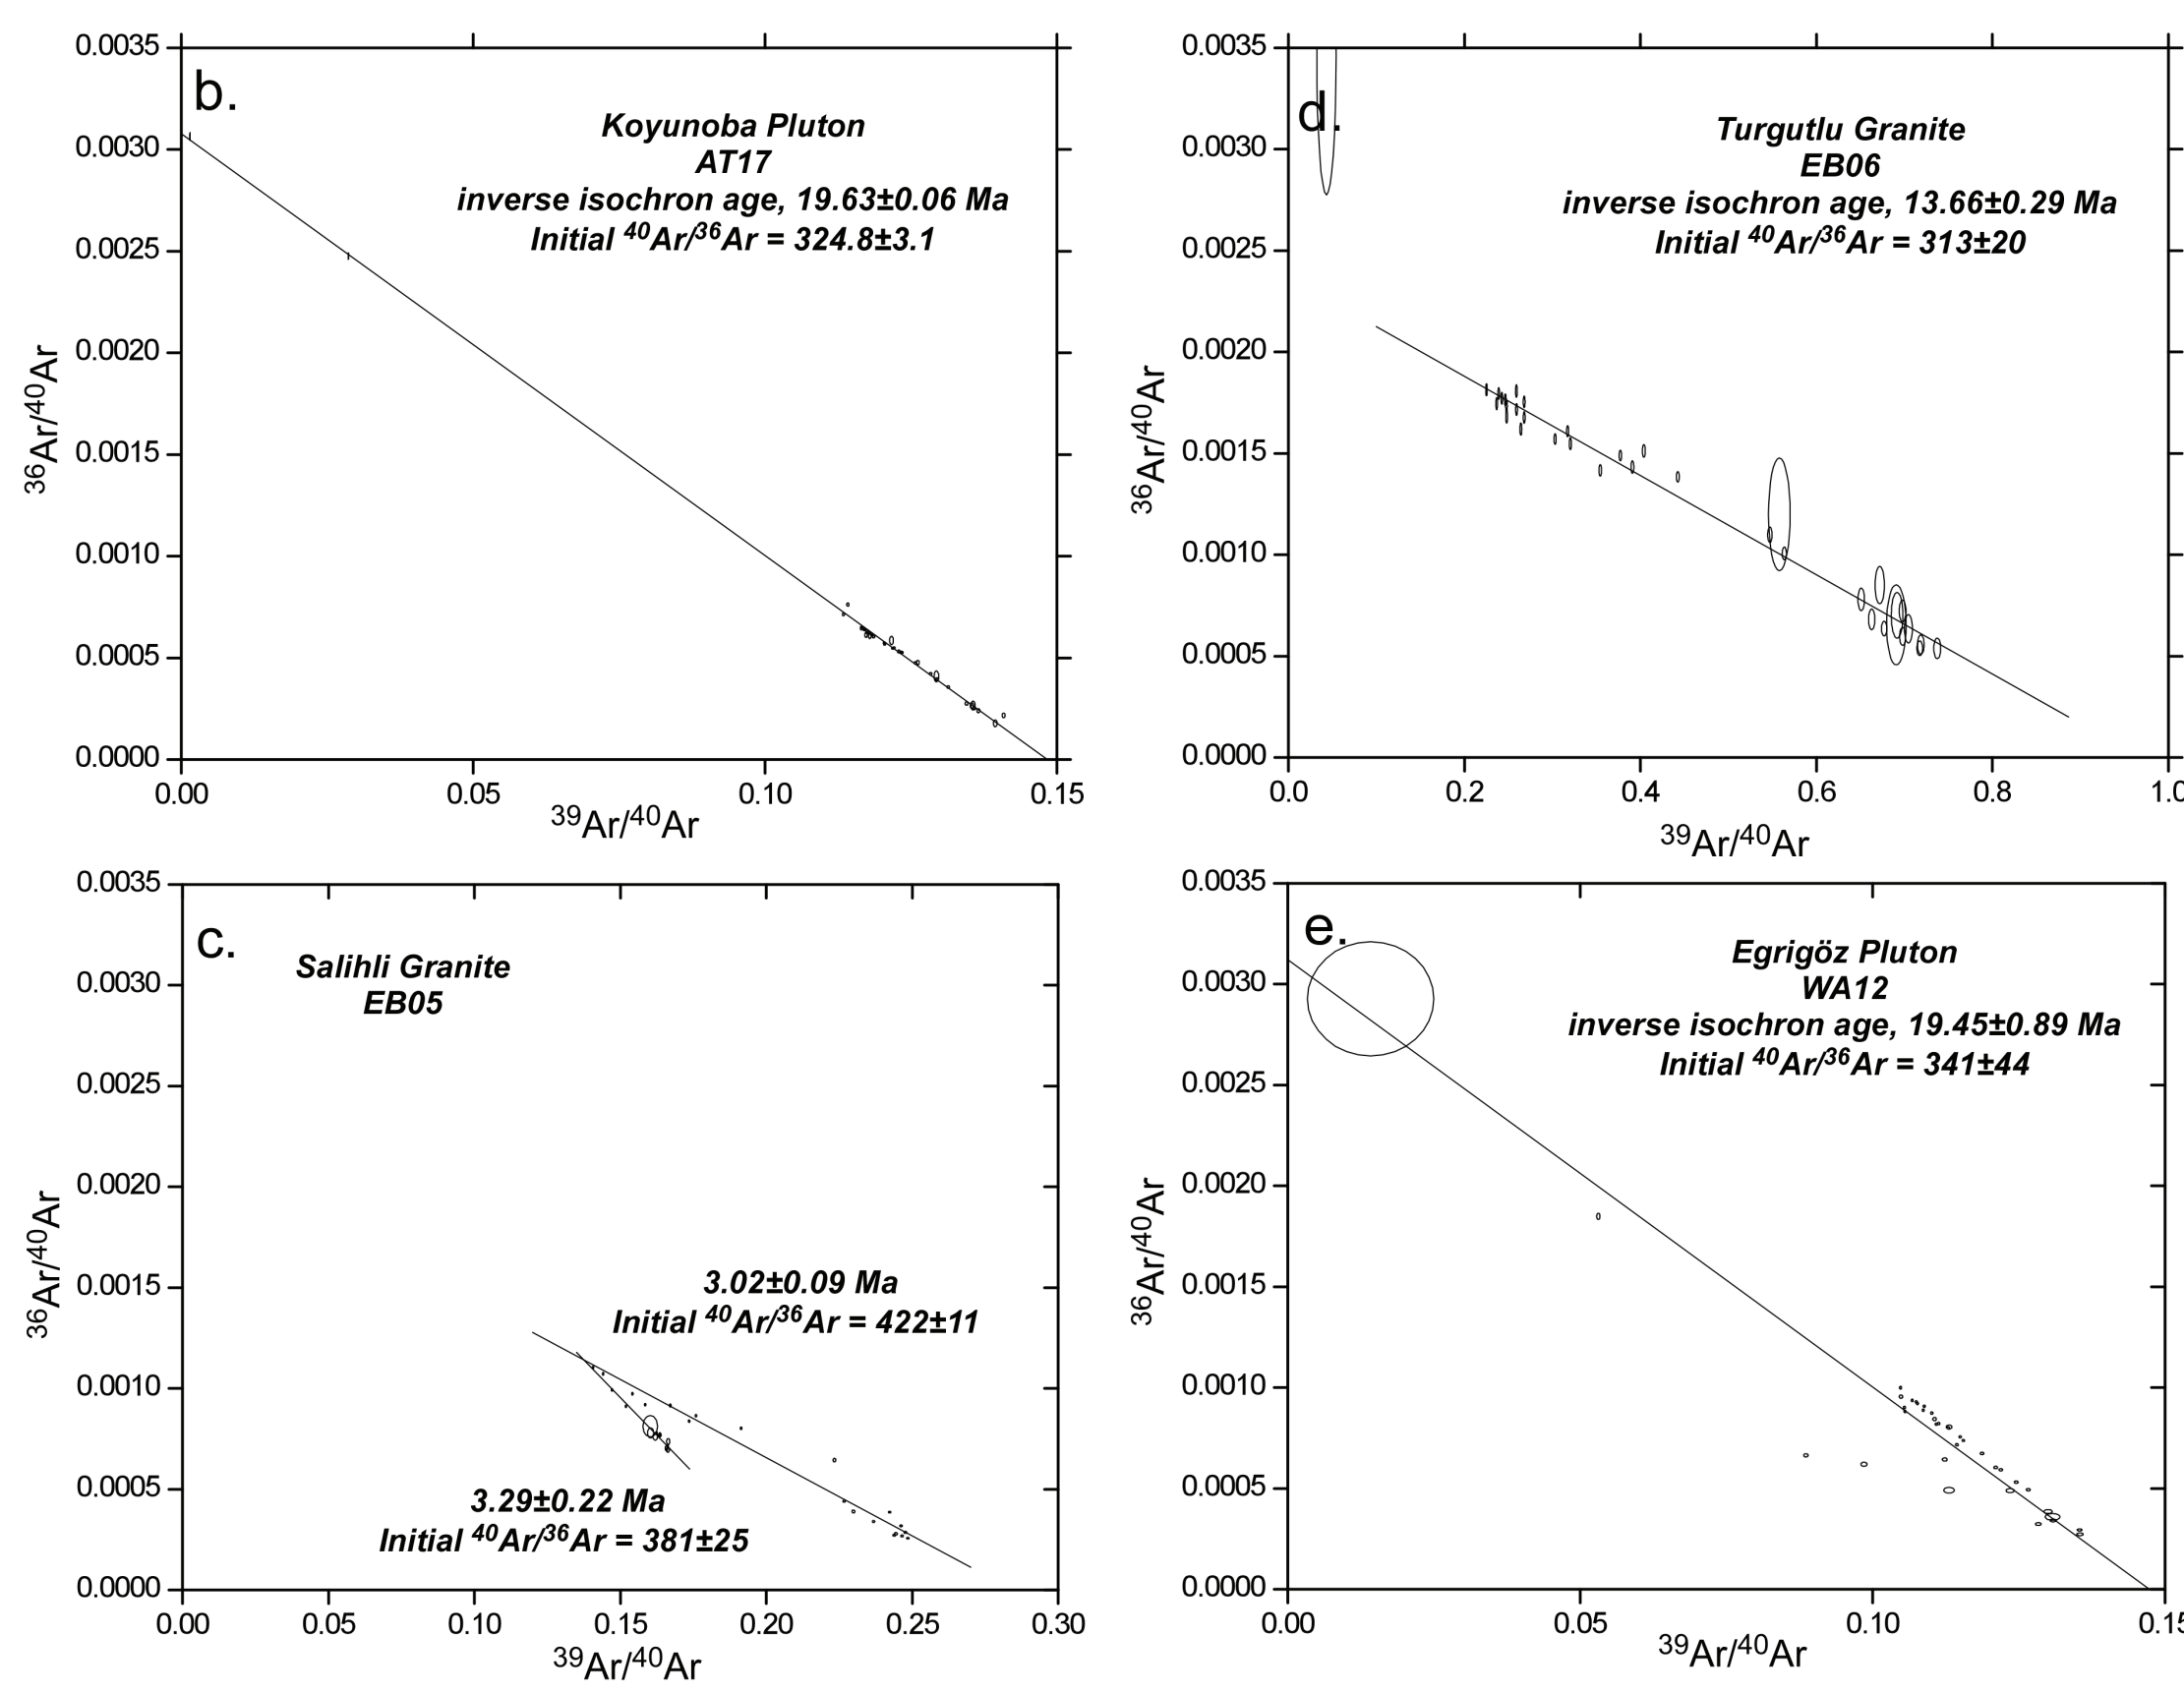 b.
Koyunoba Pluton
AT17
inverse isochron age, 19.63±0.06 Ma
Initial ⁴⁰Ar/³⁶Ar = 324.8±3.1
0.0035
0.0030
0.0025
0.0020
0.0015
0.0010
0.0005
0.0000
³⁶Ar/⁴⁰Ar
0.00 0.05 0.10 0.15
³⁹Ar/⁴⁰Ar
d.
Turgutlu Granite
EB06
inverse isochron age, 13.66±0.29 Ma
Initial ⁴⁰Ar/³⁶Ar = 313±20
0.0035
0.0030
0.0025
0.0020
0.0015
0.0010
0.0005
0.0000
³⁶Ar/⁴⁰Ar
0.0 0.2 0.4 0.6 0.8 1.0
³⁹Ar/⁴⁰Ar
c.
Salihli Granite
EB05
3.02±0.09 Ma
Initial ⁴⁰Ar/³⁶Ar = 422±11
3.29±0.22 Ma
Initial ⁴⁰Ar/³⁶Ar = 381±25
0.0035
0.0030
0.0025
0.0020
0.0015
0.0010
0.0005
0.0000
³⁶Ar/⁴⁰Ar
0.00 0.05 0.10 0.15 0.20 0.25 0.30
³⁹Ar/⁴⁰Ar
e.
Egrigöz Pluton
WA12
inverse isochron age, 19.45±0.89 Ma
Initial ⁴⁰Ar/³⁶Ar = 341±44
0.0035
0.0030
0.0025
0.0020
0.0015
0.0010
0.0005
0.0000
³⁶Ar/⁴⁰Ar
0.00 0.05 0.10 0.15
³⁹Ar/⁴⁰Ar